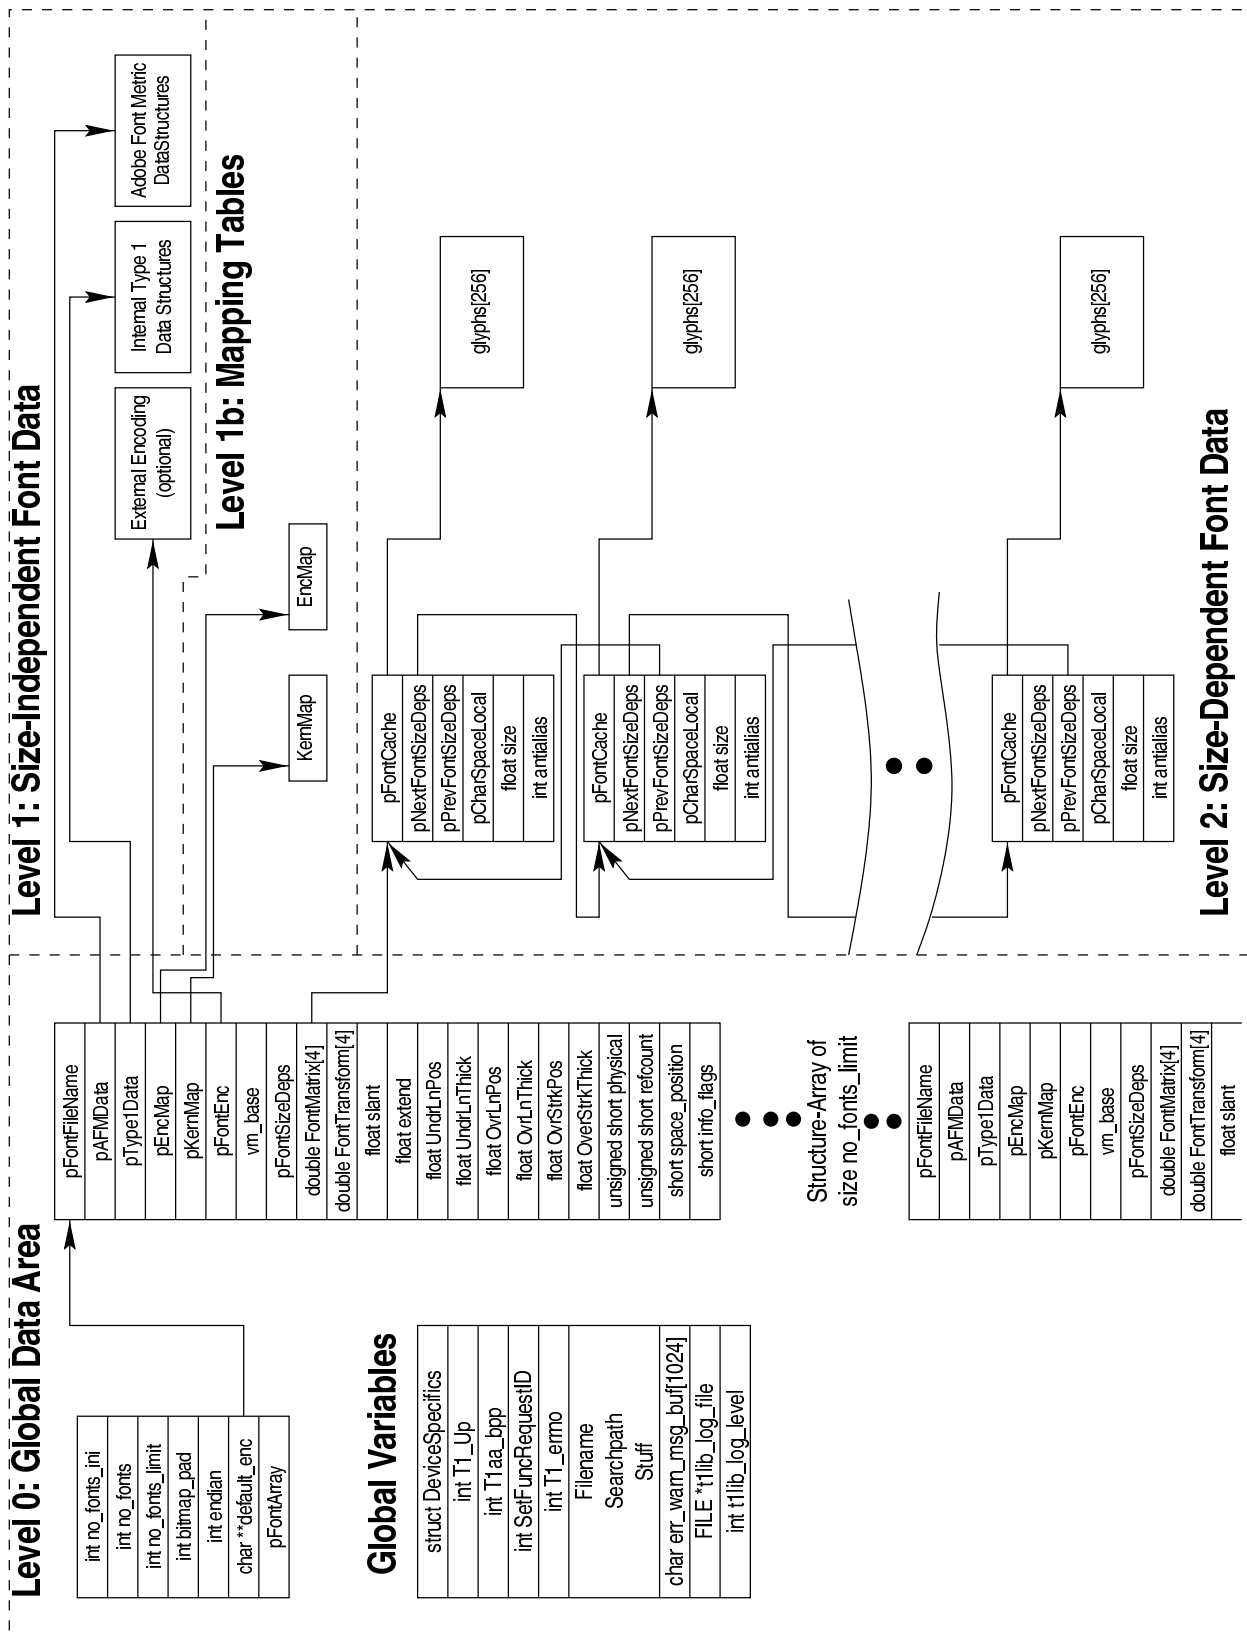 Level 0: Global Data Area
int no_fonts_ini
int no_fonts
int no_fonts_limit
int bitmap_pad
int endian
char **default_enc
pFontArray
Global Variables
struct DeviceSpecifics
int T1_Up
int T1aa_bpp
int SetFuncRequestID
int T1_errno
Filename
Searchpath
Stuff
char err_warn_msg_buf[1024]
FILE *t1lib_log_file
int t1lib_log_level
pFontFileName
pAFMData
pType1Data
pEncMap
pKernMap
pFontEnc
vm_base
pFontSizeDeps
double FontMatrix[4]
double FontTransform[4]
float slant
float extend
float UndrLnPos
float UndrLnThick
float OvrLnPos
float OvrLnThick
float OvrStrkPos
float OverStrkThick
unsigned short physical
unsigned short refcount
short space_position
short info_flags
Structure-Array of
size no_fonts_limit
pFontFileName
pAFMData
pType1Data
pEncMap
pKernMap
pFontEnc
vm_base
pFontSizeDeps
double FontMatrix[4]
double FontTransform[4]
float slant
Level 1: Size-Independent Font Data
External Encoding
(optional)
Internal Type 1
Data Structures
Adobe Font Metric
DataStructures
Level 1b: Mapping Tables
KernMap
EncMap
pFontCache
pNextFontSizeDeps
pPrevFontSizeDeps
pCharSpaceLocal
float size
int antialias
glyphs[256]
pFontCache
pNextFontSizeDeps
pPrevFontSizeDeps
pCharSpaceLocal
float size
int antialias
glyphs[256]
pFontCache
pNextFontSizeDeps
pPrevFontSizeDeps
pCharSpaceLocal
float size
int antialias
glyphs[256]
Level 2: Size-Dependent Font Data